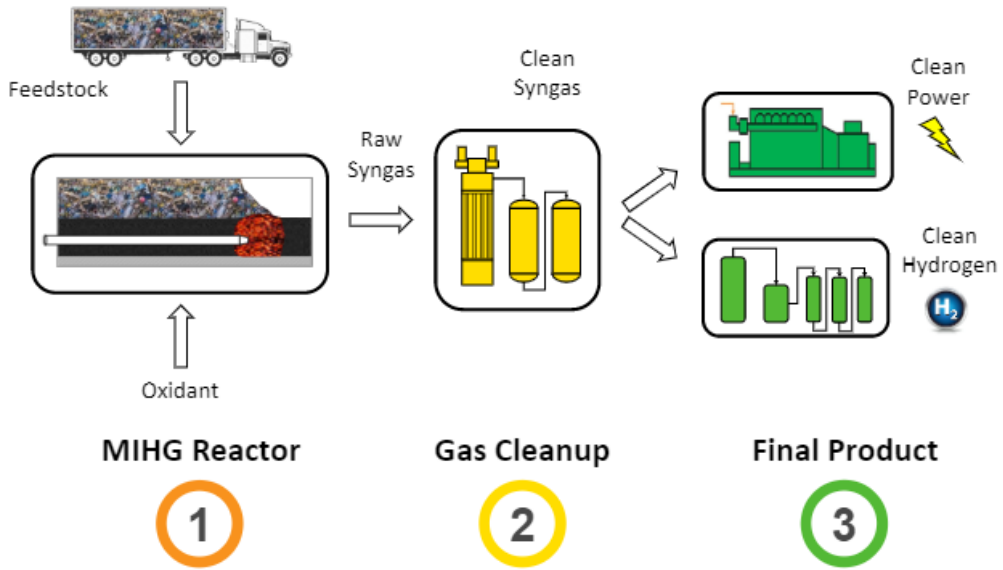 Feedstock
Raw
Syngas
Clean
Syngas
Clean
Power
Clean
Hydrogen
H₂
Oxidant
MIHG Reactor
Gas Cleanup
Final Product
1
2
3